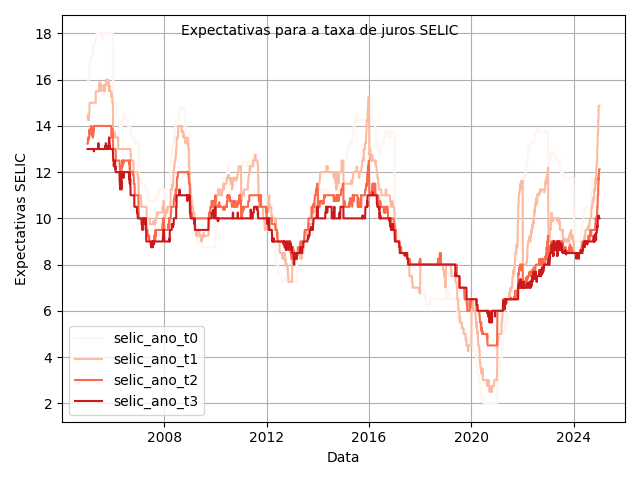 Expectativas para a taxa de juros SELIC
Expectativas SELIC
18
16
14
12
10
8
6
4
2
selic_ano_t0
selic_ano_t1
selic_ano_t2
selic_ano_t3
2008
2012
2016
2020
2024
Data